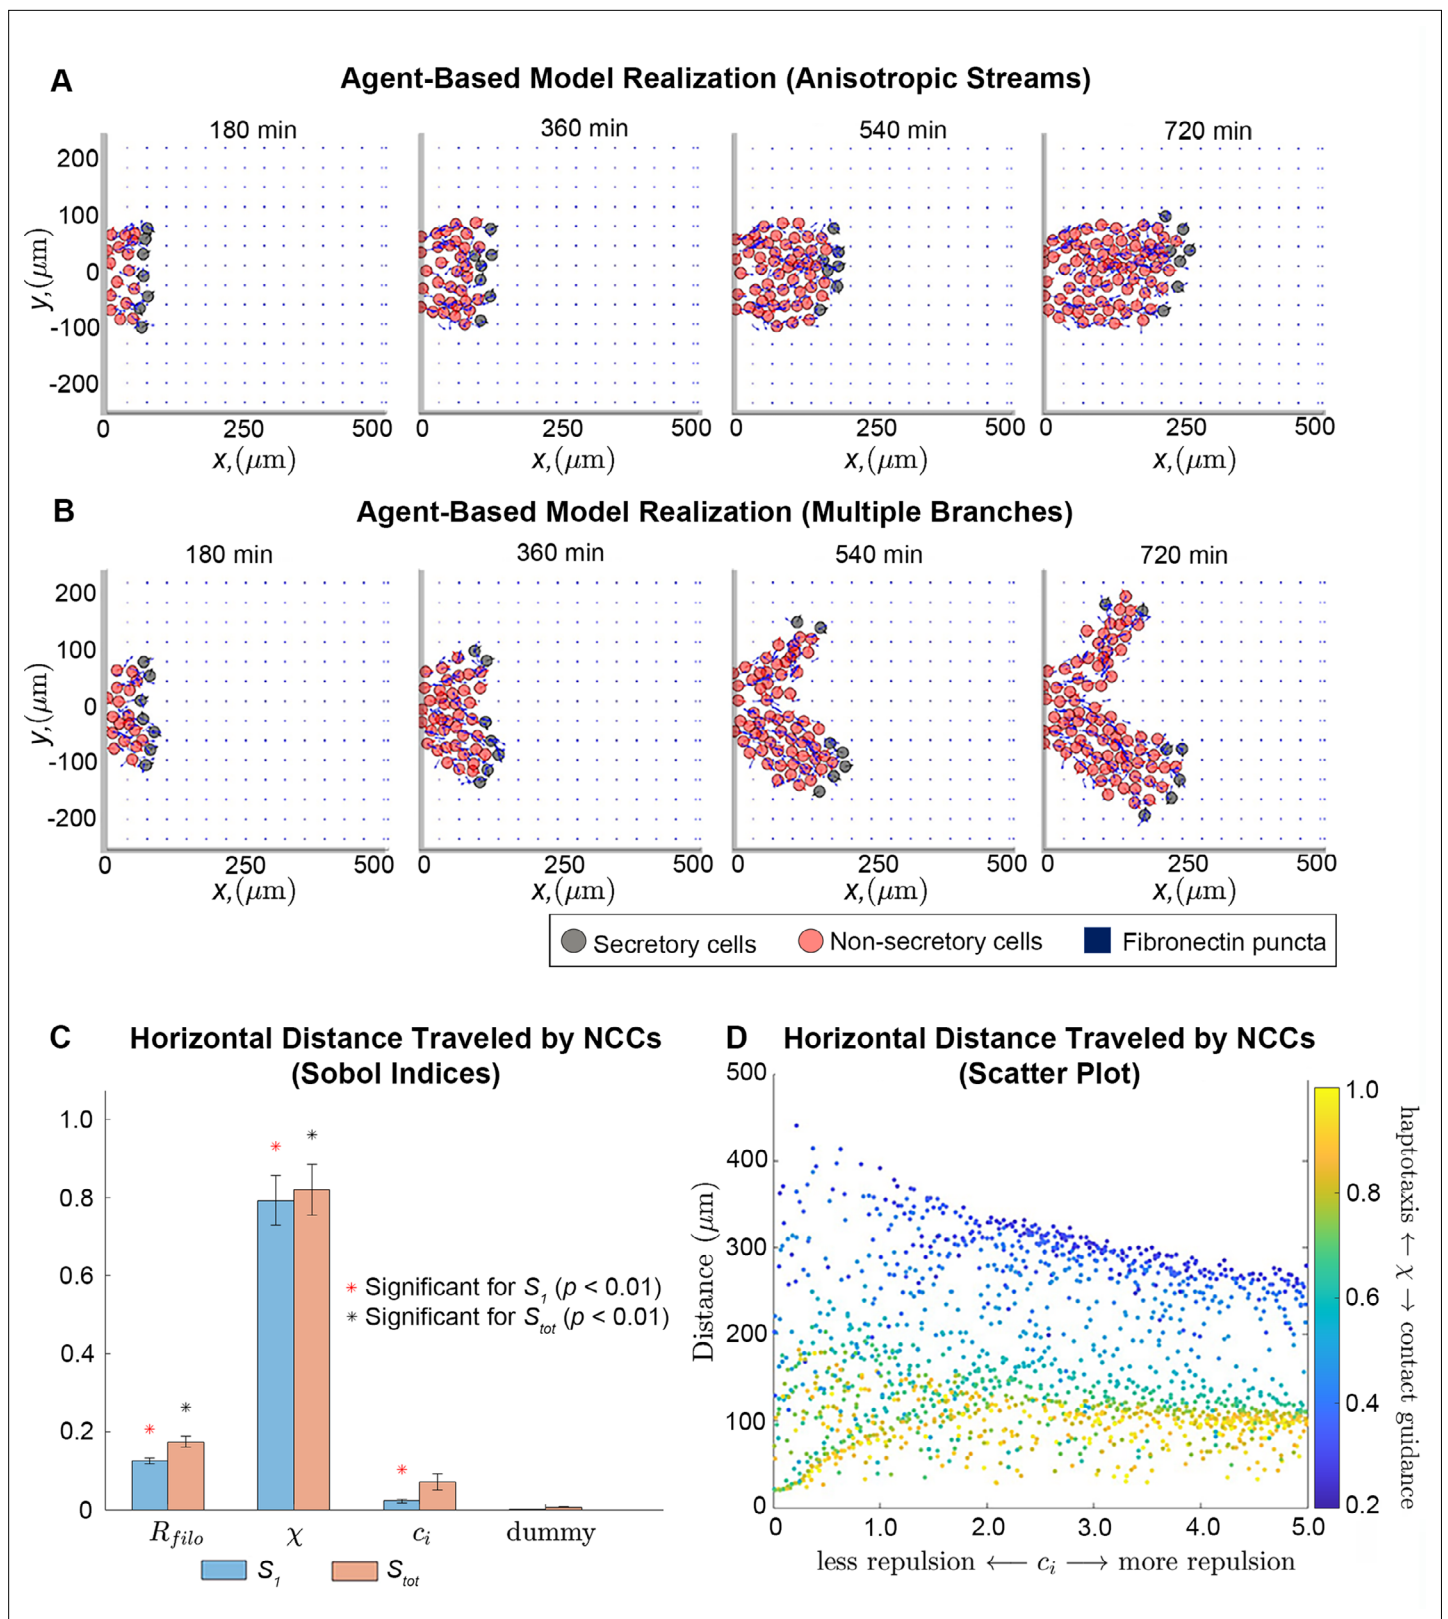 A
Agent-Based Model Realization (Anisotropic Streams)
180 min 360 min 540 min 720 min
200
100
0
-100
-200
y,(μm)
0 250 500 0 250 500 0 250 500 0 250 500
x,(μm) x,(μm) x,(μm) x,(μm)
B
Agent-Based Model Realization (Multiple Branches)
180 min 360 min 540 min 720 min
200
100
0
-100
-200
y,(μm)
0 250 500 0 250 500 0 250 500 0 250 500
x,(μm) x,(μm) x,(μm) x,(μm)
Secretory cells Non-secretory cells Fibronectin puncta
C
Horizontal Distance Traveled by NCCs
(Sobol Indices)
1.0
0.8
0.6
0.4
0.2
0
* Significant for S_1 (p < 0.01)
* Significant for S_tot (p < 0.01)
R_filo χ c_i dummy
S_1 S_tot
D
Horizontal Distance Traveled by NCCs
(Scatter Plot)
500
400
300
200
100
0
Distance (μm)
0 1.0 2.0 3.0 4.0 5.0
less repulsion ⟵ c_i ⟶ more repulsion
1.0
0.8
0.6
0.4
0.2
haptotaxis ← χ → contact guidance